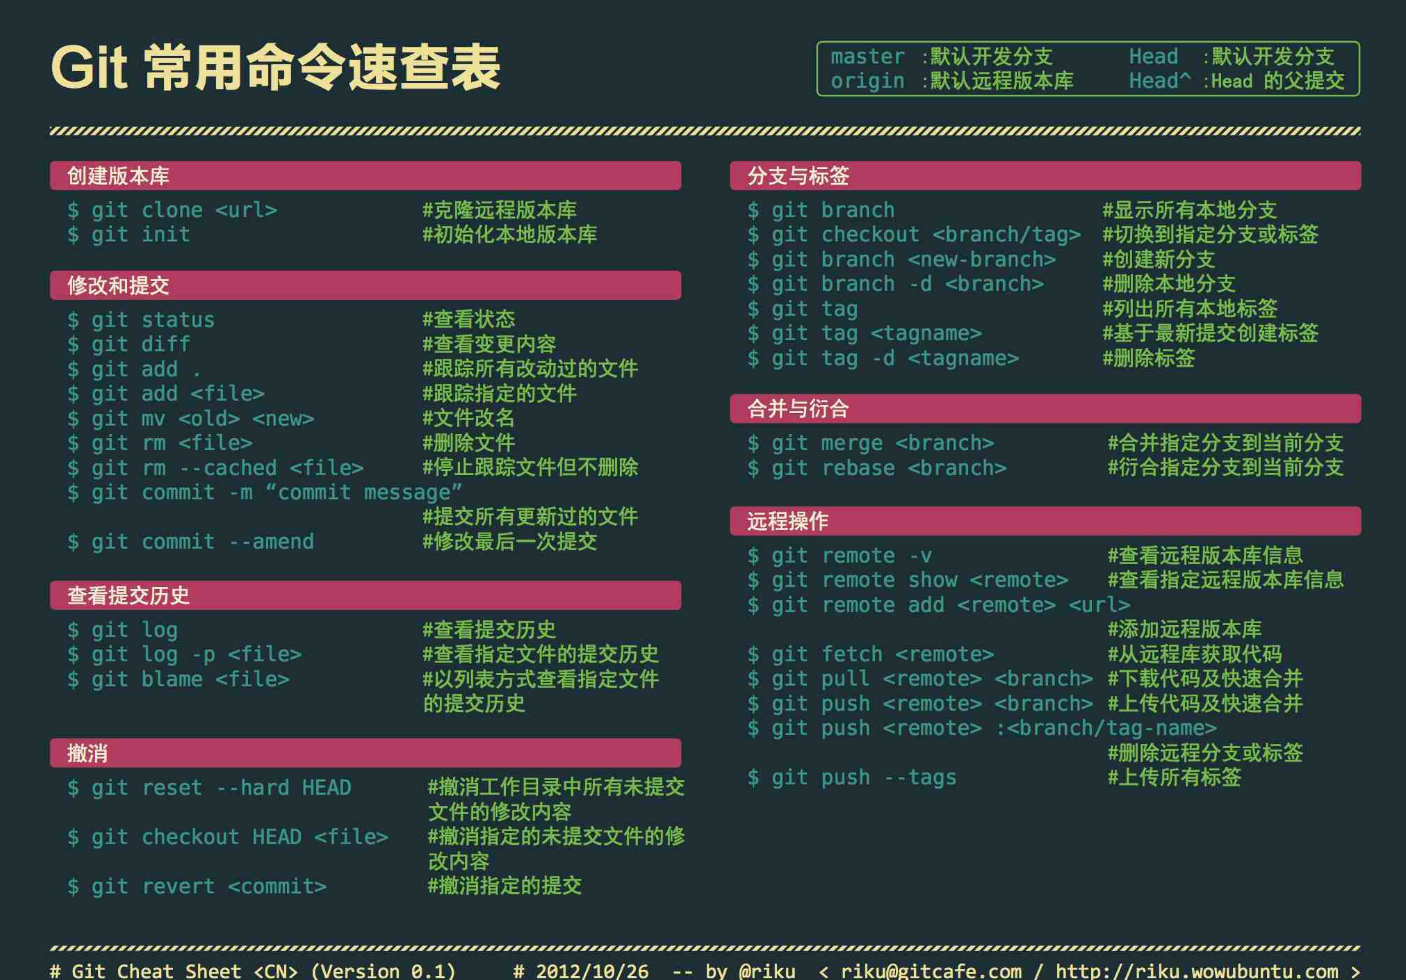 Git 常用命令速查表
master :默认开发分支 Head :默认开发分支
origin :默认远程版本库 Head^ :Head 的父提交
创建版本库
$ git clone <url> #克隆远程版本库
$ git init #初始化本地版本库
修改和提交
$ git status #查看状态
$ git diff #查看变更内容
$ git add . #跟踪所有改动过的文件
$ git add <file> #跟踪指定的文件
$ git mv <old> <new> #文件改名
$ git rm <file> #删除文件
$ git rm --cached <file> #停止跟踪文件但不删除
$ git commit -m “commit message”
#提交所有更新过的文件
$ git commit --amend #修改最后一次提交
查看提交历史
$ git log #查看提交历史
$ git log -p <file> #查看指定文件的提交历史
$ git blame <file> #以列表方式查看指定文件
的提交历史
撤消
$ git reset --hard HEAD #撤消工作目录中所有未提交
文件的修改内容
$ git checkout HEAD <file> #撤消指定的未提交文件的修
改内容
$ git revert <commit> #撤消指定的提交
分支与标签
$ git branch #显示所有本地分支
$ git checkout <branch/tag> #切换到指定分支或标签
$ git branch <new-branch> #创建新分支
$ git branch -d <branch> #删除本地分支
$ git tag #列出所有本地标签
$ git tag <tagname> #基于最新提交创建标签
$ git tag -d <tagname> #删除标签
合并与衍合
$ git merge <branch> #合并指定分支到当前分支
$ git rebase <branch> #衍合指定分支到当前分支
远程操作
$ git remote -v #查看远程版本库信息
$ git remote show <remote> #查看指定远程版本库信息
$ git remote add <remote> <url>
#添加远程版本库
$ git fetch <remote> #从远程库获取代码
$ git pull <remote> <branch> #下载代码及快速合并
$ git push <remote> <branch> #上传代码及快速合并
$ git push <remote> :<branch/tag-name>
#删除远程分支或标签
$ git push --tags #上传所有标签
# Git Cheat Sheet <CN> (Version 0.1) # 2012/10/26 -- by @riku < riku@gitcafe.com / http://riku.wowubuntu.com >